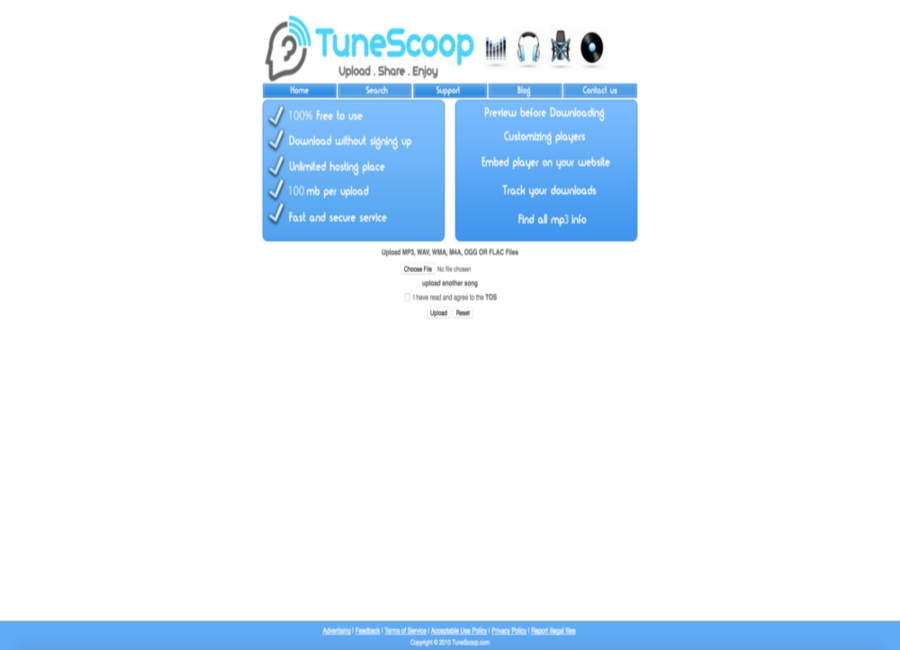 TuneScoop
Upload . Share . Enjoy
Home Search Support Blog Contact us
100% Free to use
Download without signing up
Unlimited hosting place
100 mb per upload
Fast and secure service
Preview before Downloading
Customizing players
Embed player on your website
Track your downloads
Find all mp3 info
Upload MP3, WAV, WMA, M4A, OGG OR FLAC Files
Choose File No file chosen
upload another song
I have read and agree to the TOS
Upload Reset
Advertising | Feedback | Terms of Service | Acceptable Use Policy | Privacy Policy | Report illegal files
Copyright © 2010 TuneScoop.com